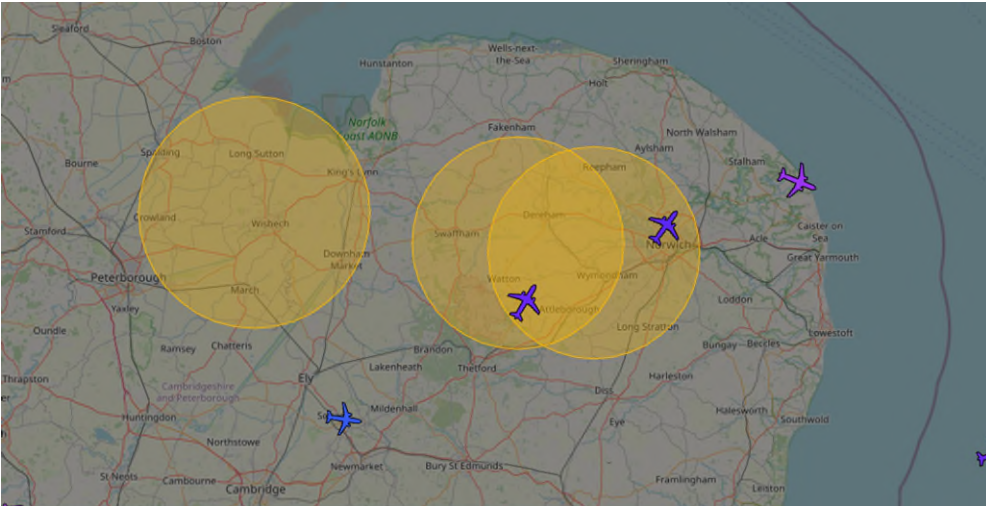 Sleaford
Boston
Wells-next-
the-Sea
Hunstanton
Sheringham
Holt
m
Norfolk
Coast AONB
Fakenham
North Walsham
Spalding
Long Sutton
Aylsham
Bourne
King's Lynn
Reepham
Stalham
Crowland
Wisbech
Dereham
Caister on
Sea
Stamford
Swaffham
Acle
Norwich
Downham
Market
Great Yarmouth
Peterborough
Watton
Wymondham
March
Loddon
Yaxley
Attleborough
Oundle
Long Stratton
Lowestoft
Ramsey
Chatteris
Brandon
Bungay
Beccles
Thrapston
Ely
Lakenheath
Thetford
Harleston
Cambridgeshire
and Peterborough
Diss
er
Huntingdon
So
Mildenhall
Halesworth
Southwold
Eye
h
Northstowe
Newmarket
Bury St Edmunds
St Neots
Cambourne
Cambridge
Framlingham
Leiston